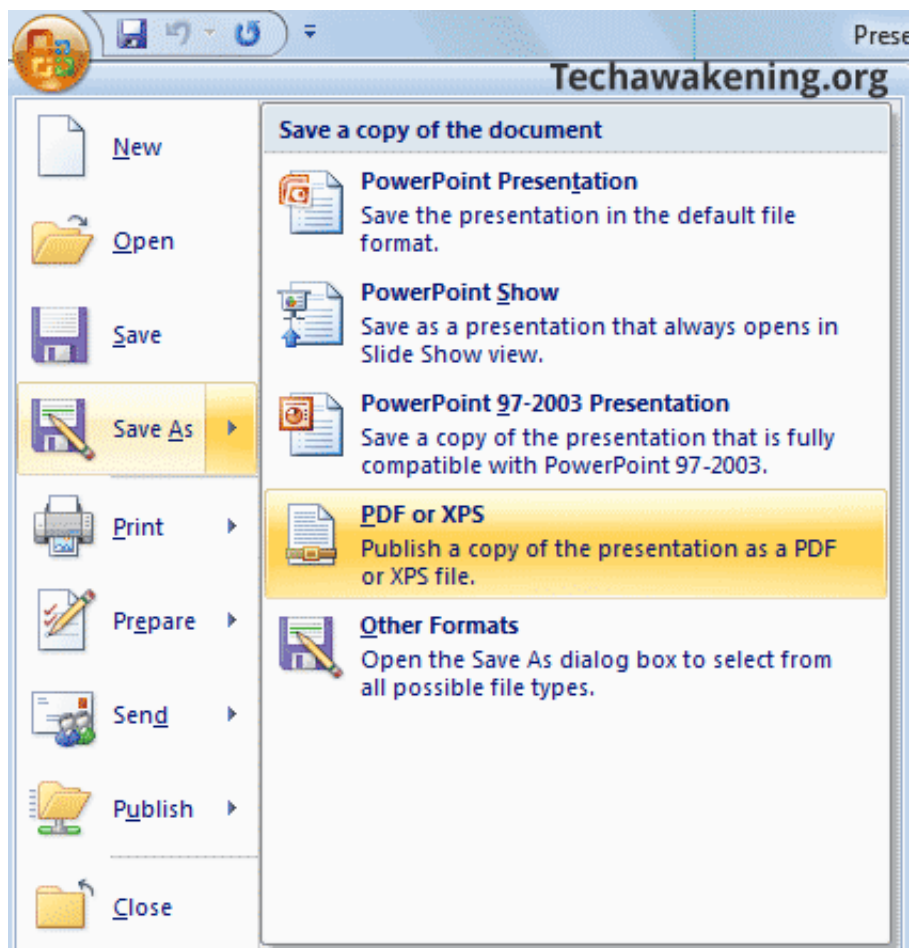 Prese
Techawakening.org
New
Open
Save
Save As
Print
Prepare
Send
Publish
Close
Save a copy of the document
PowerPoint Presentation
Save the presentation in the default file
format.
PowerPoint Show
Save as a presentation that always opens in
Slide Show view.
PowerPoint 97-2003 Presentation
Save a copy of the presentation that is fully
compatible with PowerPoint 97-2003.
PDF or XPS
Publish a copy of the presentation as a PDF
or XPS file.
Other Formats
Open the Save As dialog box to select from
all possible file types.